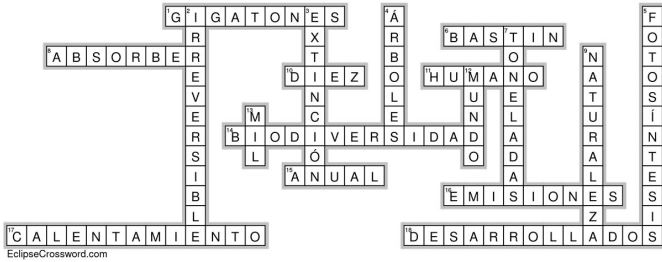 1 GIGATONES
2 IRREVERSIBLE
3 EXTINCIÓN
4 ÁRBOLES
5 FOTOSÍNTESIS
6 BASTIN
7 TONELADAS
8 ABSORBE
9 NATURALEZA
10 DIEZ
11 HUMANO
12 MUNDO
13 MIL
14 BIODIVERSIDAD
15 ANUAL
16 EMISIONES
17 CALENTAMIENTO
18 DESARROLLADOS
EclipseCrossword.com